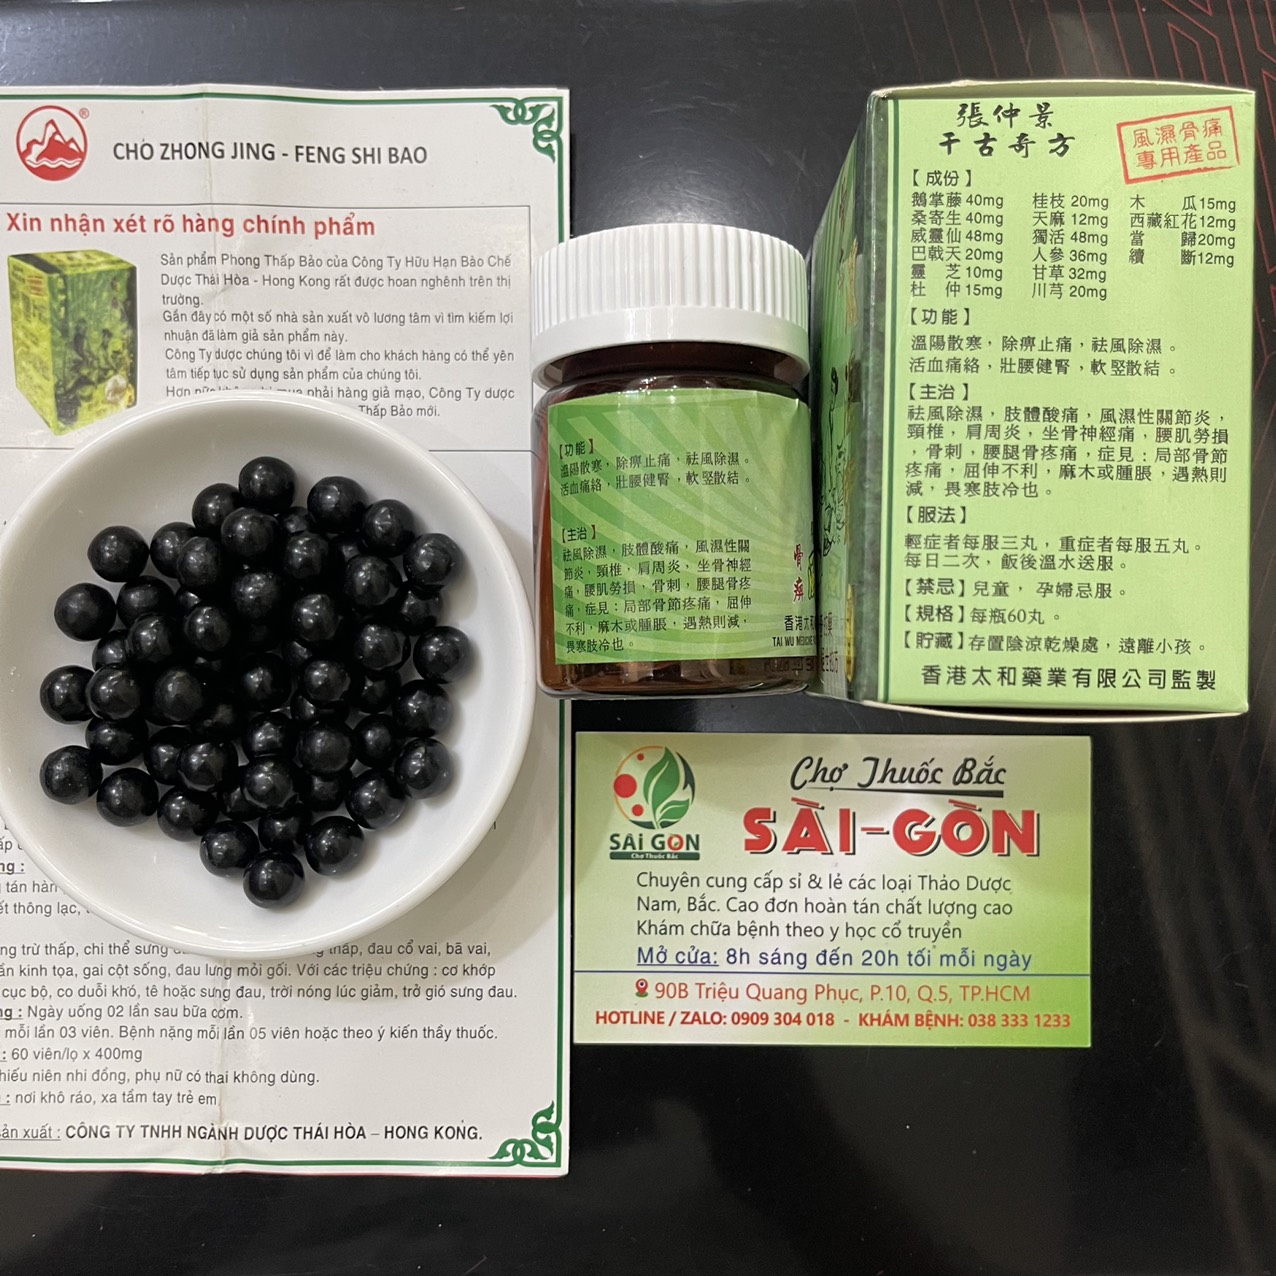 CHO ZHONG JING - FENG SHI BAO
Xin nhận xét rõ hàng chính phẩm
Sản phẩm Phong Thấp Bảo của Công Ty Hữu Hạn Bào Chế
Dược Thái Hòa - Hong Kong rất được hoan nghênh trên thị
trường.
Gần đây có một số nhà sản xuất vô lương tâm vì tìm kiếm lợi
nhuận đã làm giả sản phẩm này.
Công Ty dược chúng tôi vì để làm cho khách hàng có thể yên
tâm tiếp tục sử dụng sản phẩm của chúng tôi.
phải hàng giả mạo, Công Ty dược
Thấp Bảo mới.
tán hàn
ết thông lạc,
ng trừ thấp, chi thể sưng thấp, đau cổ vai, bã vai,
ần kinh tọa, gai cột sống, đau lưng mỏi gối. Với các triệu chứng : cơ khớp
cục bộ, co duỗi khó, tê hoặc sưng đau, trời nóng lúc giảm, trở gió sưng đau.
ng : Ngày uống 02 lần sau bữa cơm.
mỗi lần 03 viên. Bệnh nặng mỗi lần 05 viên hoặc theo ý kiến thầy thuốc.
: 60 viên/lọ x 400mg
hiếu niên nhi đồng, phụ nữ có thai không dùng.
: nơi khô ráo, xa tầm tay trẻ em
sản xuất : CÔNG TY TNHH NGÀNH DƯỢC THÁI HÒA – HONG KONG.
【功能】
溫陽散寒，除痹止痛，祛風除濕。
活血痛絡，壯腰健腎，軟堅散結。
【主治】
祛風除濕，肢體酸痛，風濕性關
節炎，頸椎，肩周炎，坐骨神經
痛，腰肌勞損，骨刺，腰腿骨疼
痛，症見：局部骨節疼痛，屈伸
不利，麻木或腫脹，遇熱則減，
畏寒肢冷也。
骨痹
香港太和
TAI WU MEDICINE
張仲景
千古奇方
風濕骨痛
專用產品
【成份】
鵝掌藤 40mg 桂枝 20mg 木瓜 15mg
桑寄生 40mg 天麻 12mg 西藏紅花 12mg
威靈仙 48mg 獨活 48mg 當歸 20mg
巴戟天 20mg 人參 36mg 續斷 12mg
靈芝 10mg 甘草 32mg
杜仲 15mg 川芎 20mg
【功能】
溫陽散寒，除痹止痛，祛風除濕。
活血痛絡，壯腰健腎，軟堅散結。
【主治】
祛風除濕，肢體酸痛，風濕性關節炎，
頸椎，肩周炎，坐骨神經痛，腰肌勞損
，骨刺，腰腿骨疼痛，症見：局部骨節
疼痛，屈伸不利，麻木或腫脹，遇熱則
減，畏寒肢冷也。
【服法】
輕症者每服三丸，重症者每服五丸。
每日二次，飯後溫水送服。
【禁忌】兒童，孕婦忌服。
【規格】每瓶60丸。
【貯藏】存置陰涼乾燥處，遠離小孩。
香港太和藥業有限公司監製
SÀI GÒN
Chợ Thuốc Bắc
Chợ Thuốc Bắc
SÀI-GÒN
Chuyên cung cấp sỉ & lẻ các loại Thảo Dược
Nam, Bắc. Cao đơn hoàn tán chất lượng cao
Khám chữa bệnh theo y học cổ truyền
Mở cửa: 8h sáng đến 20h tối mỗi ngày
90B Triệu Quang Phục, P.10, Q.5, TP.HCM
HOTLINE / ZALO: 0909 304 018 - KHÁM BỆNH: 038 333 1233